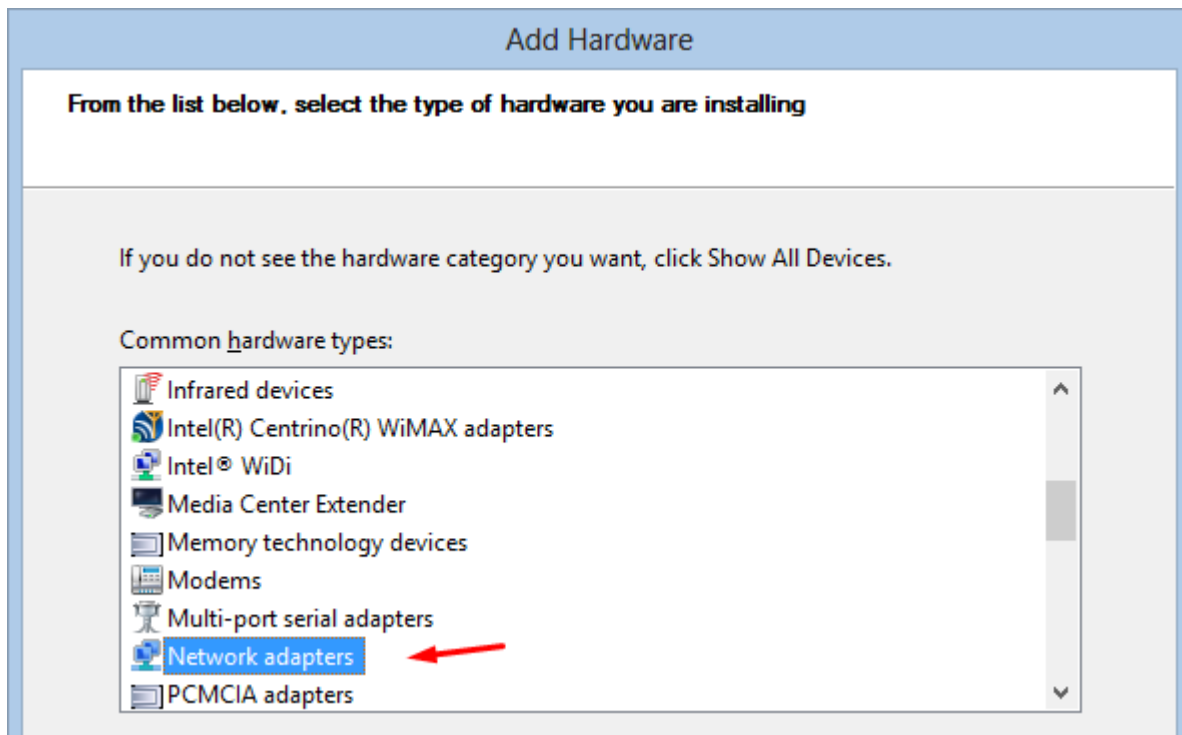 Add Hardware
From the list below, select the type of hardware you are installing
If you do not see the hardware category you want, click Show All Devices.
Common hardware types:
Infrared devices
Intel(R) Centrino(R) WiMAX adapters
Intel® WiDi
Media Center Extender
Memory technology devices
Modems
Multi-port serial adapters
Network adapters
PCMCIA adapters